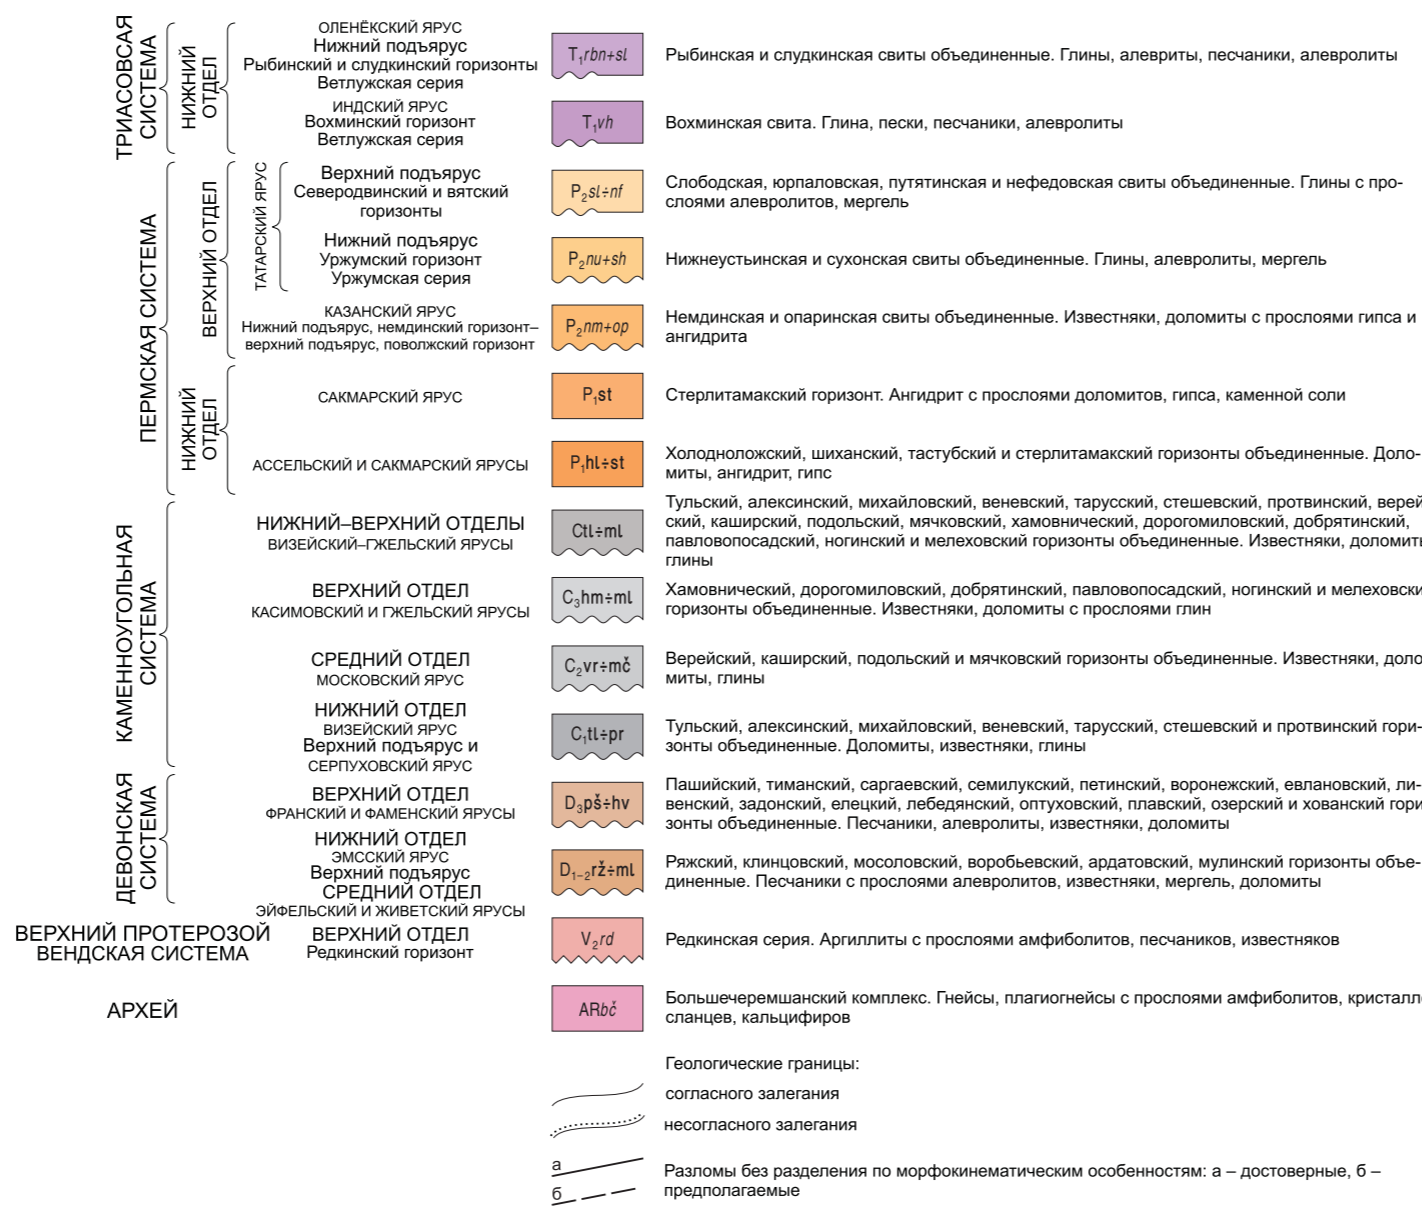 ТРИАСОВСАЯ
СИСТЕМА
НИЖНИЙ
ОТДЕЛ
ОЛЕНЁКСКИЙ ЯРУС
Нижний подъярус
Рыбинский и слудкинский горизонты
Ветлужская серия
T₁rbn+sl
Рыбинская и слудкинская свиты объединенные. Глины, алевриты, песчаники, алевролиты
ИНДСКИЙ ЯРУС
Вохминский горизонт
Ветлужская серия
T₁vh
Вохминская свита. Глина, пески, песчаники, алевролиты
ПЕРМСКАЯ СИСТЕМА
ВЕРХНИЙ ОТДЕЛ
ТАТАРСКИЙ ЯРУС
Верхний подъярус
Северодвинский и вятский
горизонты
P₂sl÷nf
Слободская, юрпаловская, путятинская и нефедовская свиты объединенные. Глины с про-
слоями алевролитов, мергель
Нижний подъярус
Уржумский горизонт
Уржумская серия
P₂nu+sh
Нижнеустьинская и сухонская свиты объединенные. Глины, алевролиты, мергель
КАЗАНСКИЙ ЯРУС
Нижний подъярус, немдинский горизонт–
верхний подъярус, поволжский горизонт
P₂nm+op
Немдинская и опаринская свиты объединенные. Известняки, доломиты с прослоями гипса и
ангидрита
НИЖНИЙ
ОТДЕЛ
САКМАРСКИЙ ЯРУС
P₁st
Стерлитамакский горизонт. Ангидрит с прослоями доломитов, гипса, каменной соли
АССЕЛЬСКИЙ И САКМАРСКИЙ ЯРУСЫ
P₁hl÷st
Холодноложский, шиханский, тастубский и стерлитамакский горизонты объединенные. Доло-
миты, ангидрит, гипс
КАМЕННОУГОЛЬНАЯ
СИСТЕМА
НИЖНИЙ–ВЕРХНИЙ ОТДЕЛЫ
ВИЗЕЙСКИЙ–ГЖЕЛЬСКИЙ ЯРУСЫ
Ctl÷ml
Тульский, алексинский, михайловский, веневский, тарусский, стешевский, протвинский, верей
ский, каширский, подольский, мячковский, хамовнический, дорогомиловский, добрятинский,
павловопосадский, ногинский и мелеховский горизонты объединенные. Известняки, доломить
глины
ВЕРХНИЙ ОТДЕЛ
КАСИМОВСКИЙ И ГЖЕЛЬСКИЙ ЯРУСЫ
C₃hm÷ml
Хамовнический, дорогомиловский, добрятинский, павловопосадский, ногинский и мелеховски
горизонты объединенные. Известняки, доломиты с прослоями глин
СРЕДНИЙ ОТДЕЛ
МОСКОВСКИЙ ЯРУС
C₂vr÷mč
Верейский, каширский, подольский и мячковский горизонты объединенные. Известняки, доло
миты, глины
НИЖНИЙ ОТДЕЛ
ВИЗЕЙСКИЙ ЯРУС
Верхний подъярус и
СЕРПУХОВСКИЙ ЯРУС
C₁tl÷pr
Тульский, алексинский, михайловский, веневский, тарусский, стешевский и протвинский гори-
зонты объединенные. Доломиты, известняки, глины
ДЕВОНСКАЯ
СИСТЕМА
ВЕРХНИЙ ОТДЕЛ
ФРАНСКИЙ И ФАМЕНСКИЙ ЯРУСЫ
D₃pš÷hv
Пашийский, тиманский, саргаевский, семилукский, петинский, воронежский, евлановский, ли-
венский, задонский, елецкий, лебедянский, оптуховский, плавский, озерский и хованский гори
зонты объединенные. Песчаники, алевролиты, известняки, доломиты
НИЖНИЙ ОТДЕЛ
ЭМССКИЙ ЯРУС
Верхний подъярус
СРЕДНИЙ ОТДЕЛ
ЭЙФЕЛЬСКИЙ И ЖИВЕТСКИЙ ЯРУСЫ
D₁₋₂rž÷ml
Ряжский, клинцовский, мосоловский, воробьевский, ардатовский, мулинский горизонты объе-
диненные. Песчаники с прослоями алевролитов, известняки, мергель, доломиты
ВЕРХНИЙ ПРОТЕРОЗОЙ
ВЕНДСКАЯ СИСТЕМА
ВЕРХНИЙ ОТДЕЛ
Редкинский горизонт
V₂rd
Редкинская серия. Аргиллиты с прослоями амфиболитов, песчаников, известняков
АРХЕЙ
ARbč
Большечеремшанский комплекс. Гнейсы, плагиогнейсы с прослоями амфиболитов, кристалл
сланцев, кальцифиров
Геологические границы:
согласного залегания
несогласного залегания
а
б
Разломы без разделения по морфокинематическим особенностям: а – достоверные, б –
предполагаемые